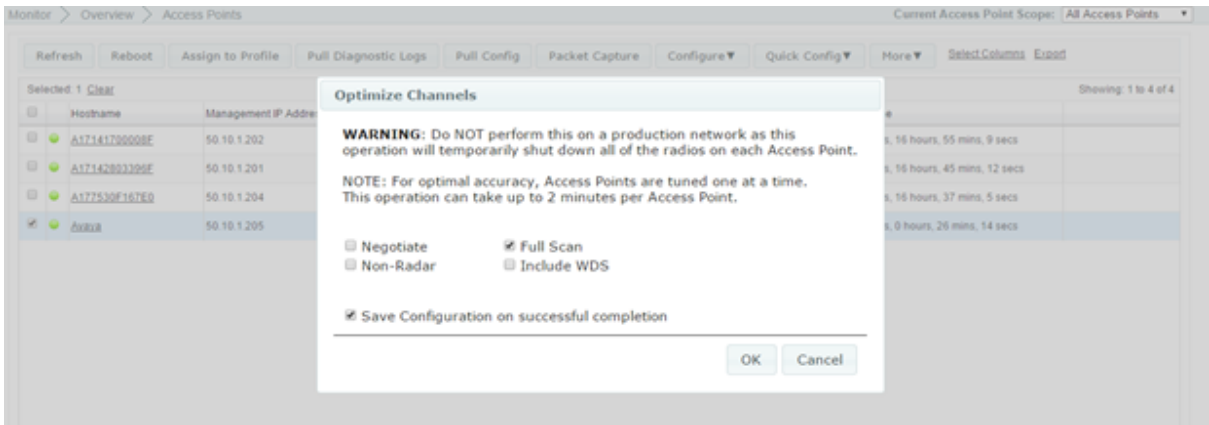 Monitor > Overview > Access Points Current Access Point Scope: All Access Points
Refresh Reboot Assign to Profile Pull Diagnostic Logs Pull Config Packet Capture Configure▼ Quick Config▼ More▼ Select Columns Export
Selected: 1 Clear Showing: 1 to 4 of 4
Optimize Channels
Hostname Management IP Addre e
WARNING: Do NOT perform this on a production network as this
operation will temporarily shut down all of the radios on each Access Point.
A17141700008F 50.10.1.202 s, 16 hours, 55 mins, 9 secs
A17142803396F 50.10.1.201 s, 16 hours, 45 mins, 12 secs
NOTE: For optimal accuracy, Access Points are tuned one at a time.
This operation can take up to 2 minutes per Access Point.
A177530F167E0 50.10.1.204 s, 16 hours, 37 mins, 5 secs
Avaya 50.10.1.205 s, 0 hours, 26 mins, 14 secs
Negotiate Full Scan
Non-Radar Include WDS
Save Configuration on successful completion
OK Cancel